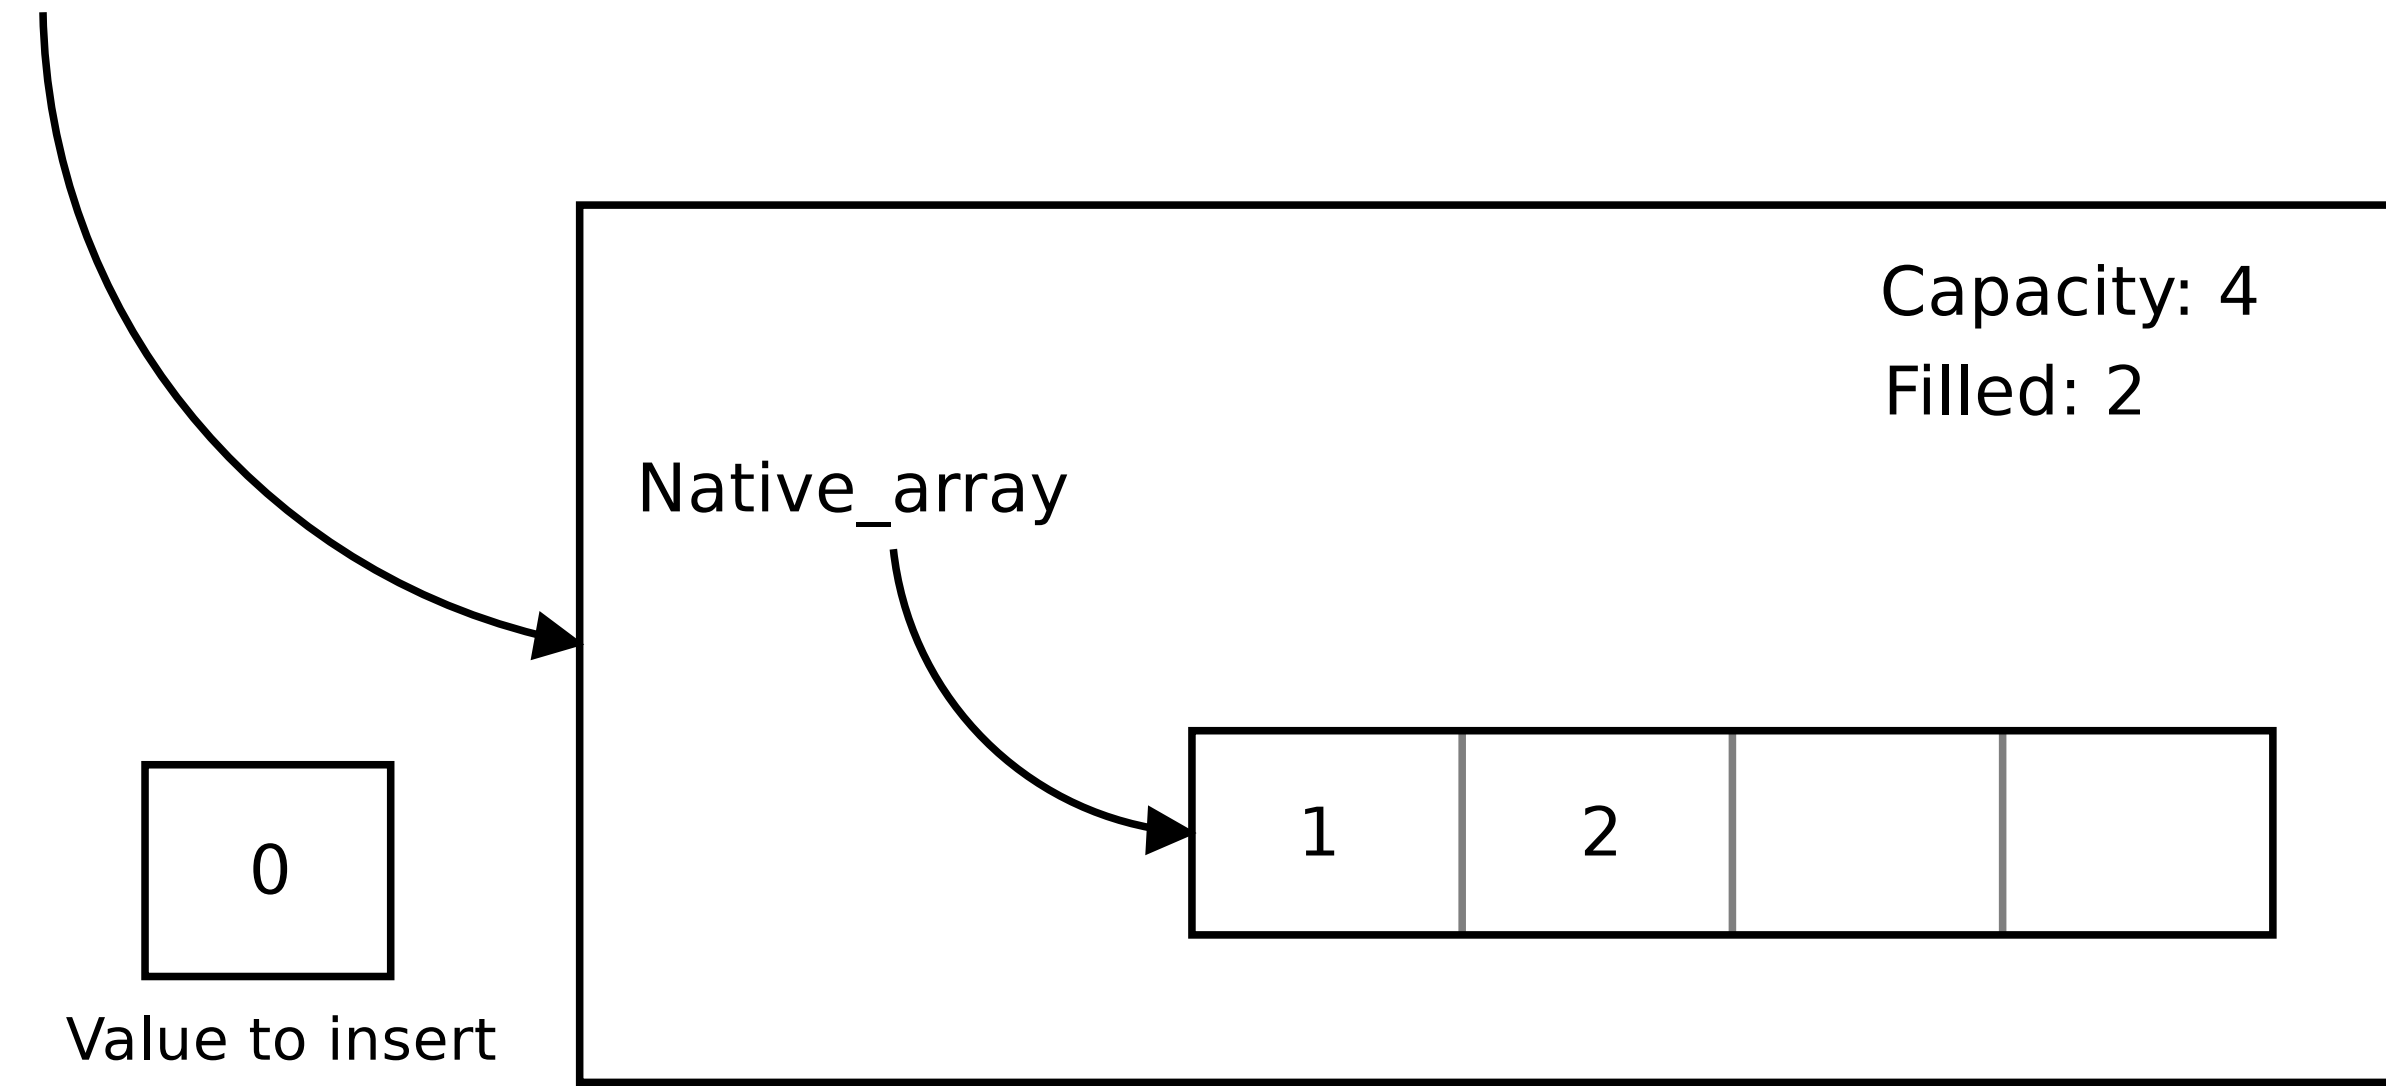 Capacity: 4
Filled: 2
Native_array
1 2
0
Value to insert